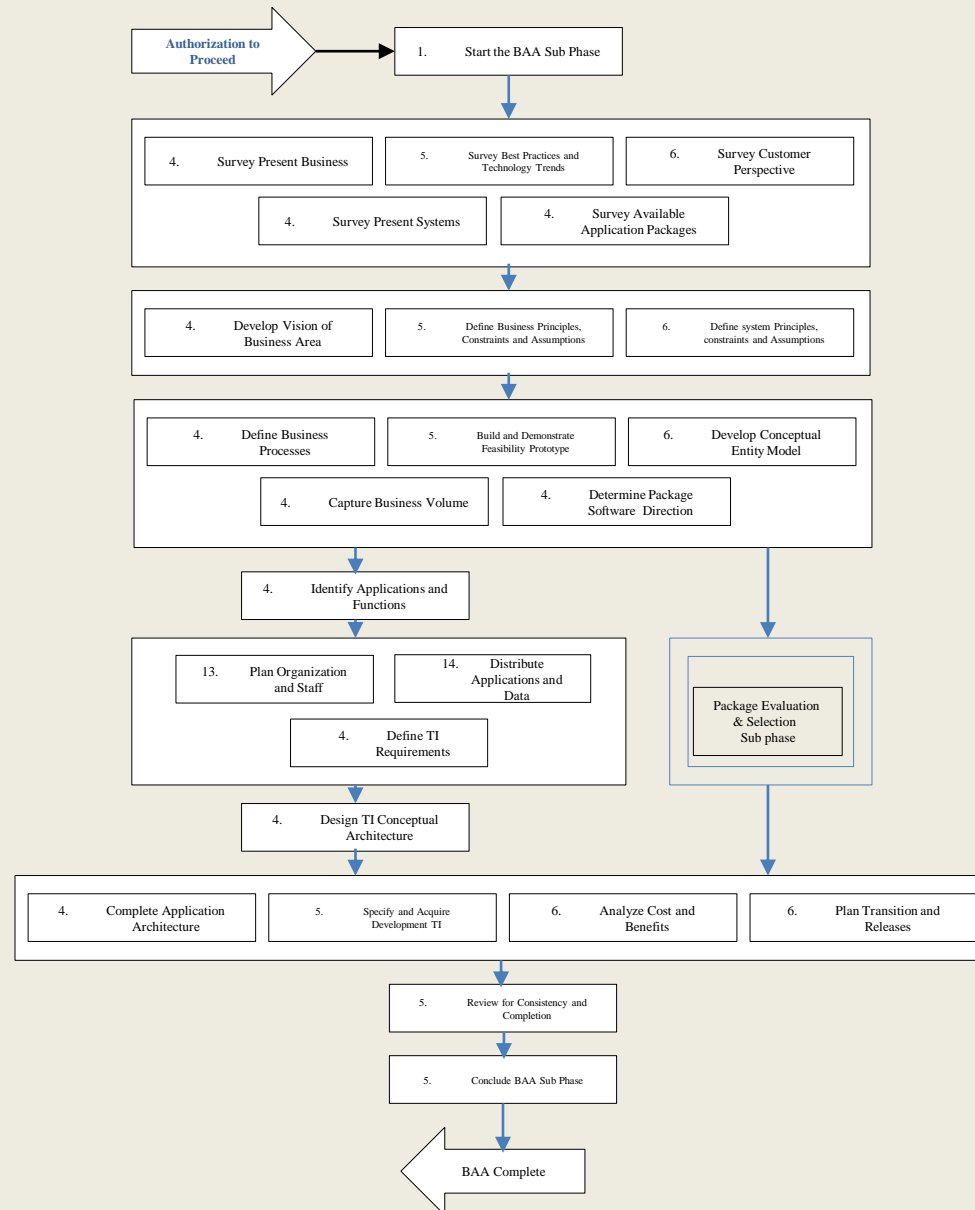 Authorization to
Proceed
1. Start the BAA Sub Phase
4. Survey Present Business
5. Survey Best Practices and
Technology Trends
6. Survey Customer
Perspective
4. Survey Present Systems
4. Survey Available
Application Packages
4. Develop Vision of
Business Area
5. Define Business Principles,
Constraints and Assumptions
6. Define system Principles,
constraints and Assumptions
4. Define Business
Processes
5. Build and Demonstrate
Feasibility Prototype
6. Develop Conceptual
Entity Model
4. Capture Business Volume
4. Determine Package
Software Direction
4. Identify Applications and
Functions
13. Plan Organization
and Staff
14. Distribute
Applications and
Data
4. Define TI
Requirements
Package Evaluation
& Selection
Sub phase
4. Design TI Conceptual
Architecture
4. Complete Application
Architecture
5. Specify and Acquire
Development TI
6. Analyze Cost and
Benefits
6. Plan Transition and
Releases
5. Review for Consistency and
Completion
5. Conclude BAA Sub Phase
BAA Complete